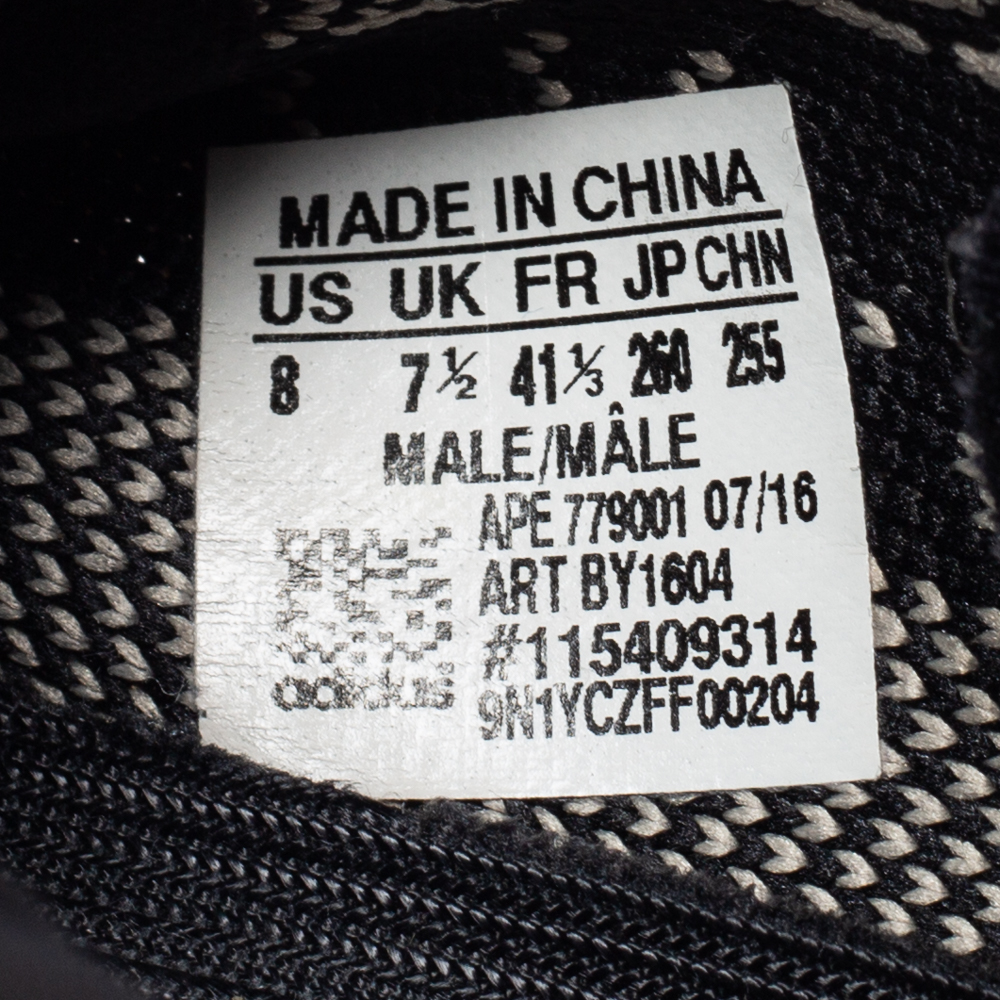 MADE IN CHINA
US UK FR JP CHN
8 7½ 41⅓ 260 255
MALE/MÂLE
APE 779001 07/16
ART BY1604
#115409314
9N1YCZFF00204
adidas